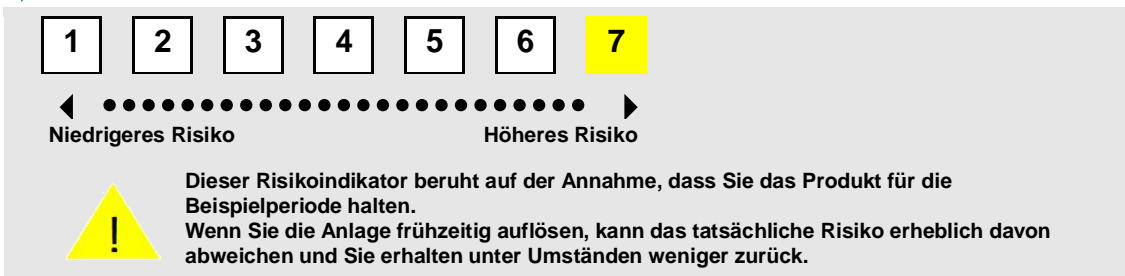 1 2 3 4 5 6 7
Niedrigeres Risiko Höheres Risiko
Dieser Risikoindikator beruht auf der Annahme, dass Sie das Produkt für die
Beispielperiode halten.
Wenn Sie die Anlage frühzeitig auflösen, kann das tatsächliche Risiko erheblich davon
abweichen und Sie erhalten unter Umständen weniger zurück.
!